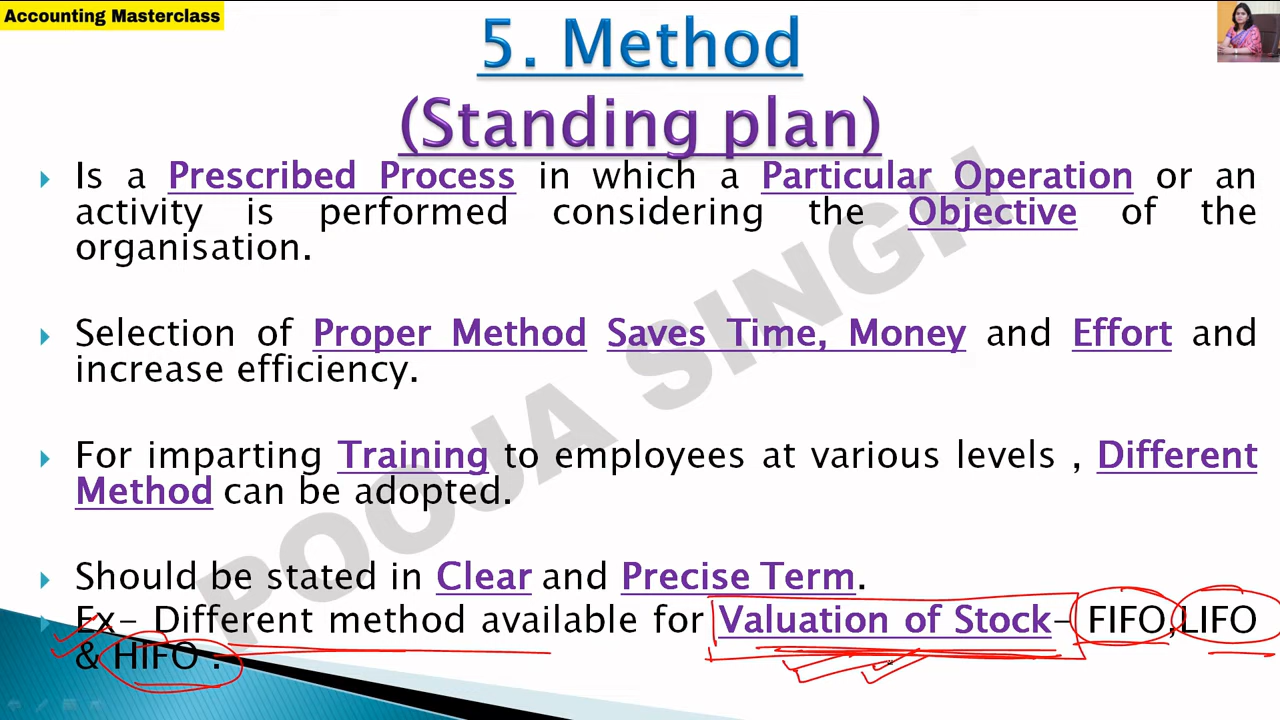 Accounting Masterclass
5. Method
(Standing plan)
Is a Prescribed Process in which a Particular Operation or an
activity is performed considering the Objective of the
organisation.
Selection of Proper Method Saves Time, Money and Effort and
increase efficiency.
For imparting Training to employees at various levels , Different
Method can be adopted.
Should be stated in Clear and Precise Term.
Ex- Different method available for Valuation of Stock- FIFO,LIFO
& HIFO .
POOJA SINGH